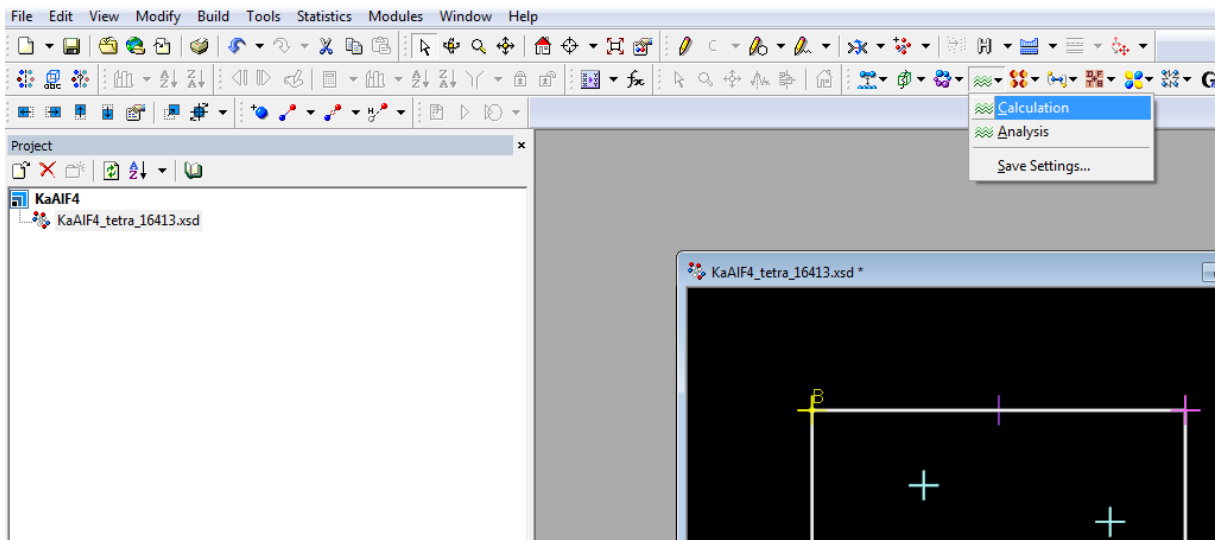 File Edit View Modify Build Tools Statistics Modules Window Help
Calculation
Analysis
Save Settings...
Project
KaAlF4
KaAlF4_tetra_16413.xsd
KaAlF4_tetra_16413.xsd *
B